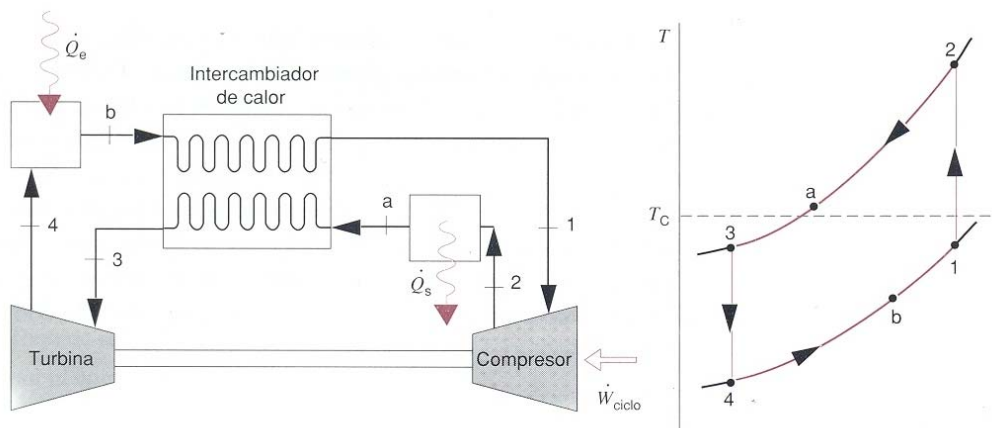 Q̇e
Intercambiador
de calor
b
a
4
3
1
2
Q̇s
Turbina
Compresor
Ẇciclo
T
2
a
TC
3
1
b
4